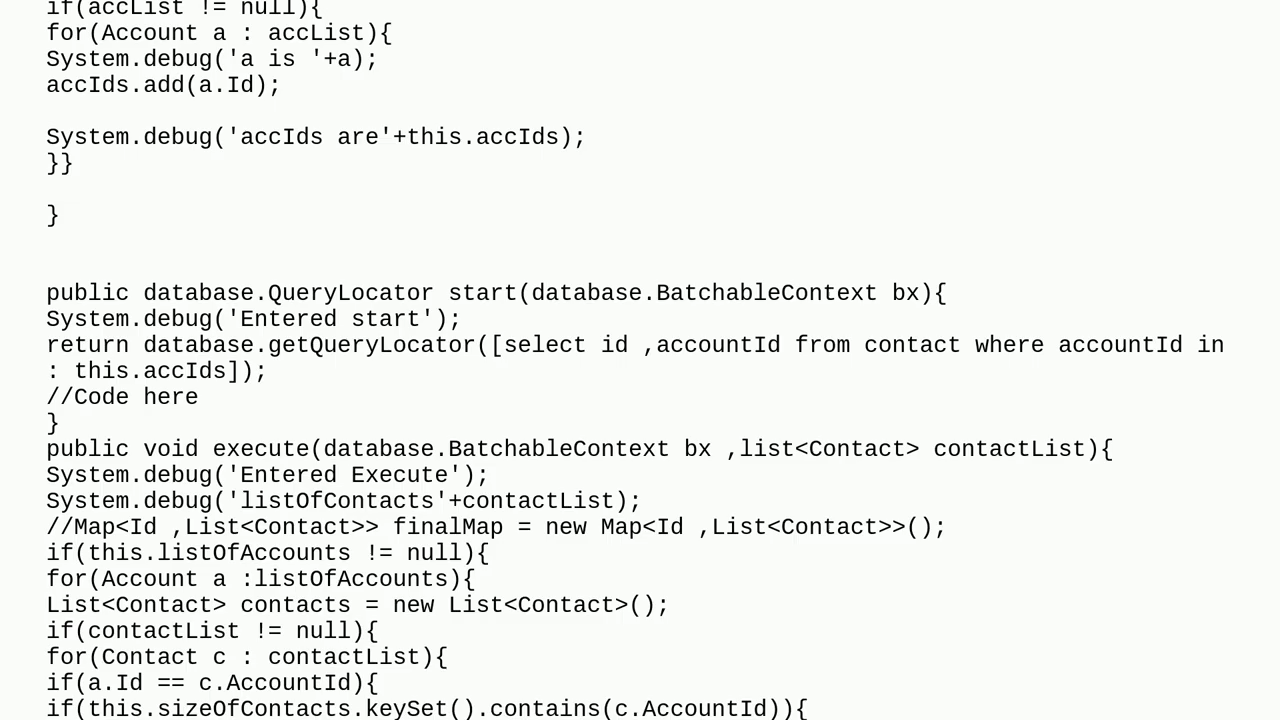 if(accList != null){
for(Account a : accList){
System.debug('a is '+a);
accIds.add(a.Id);
System.debug('accIds are'+this.accIds);
}}
}
public database.QueryLocator start(database.BatchableContext bx){
System.debug('Entered start');
return database.getQueryLocator([select id ,accountId from contact where accountId in
: this.accIds]);
//Code here
}
public void execute(database.BatchableContext bx ,list<Contact> contactList){
System.debug('Entered Execute');
System.debug('listOfContacts'+contactList);
//Map<Id ,List<Contact>> finalMap = new Map<Id ,List<Contact>>();
if(this.listOfAccounts != null){
for(Account a :listOfAccounts){
List<Contact> contacts = new List<Contact>();
if(contactList != null){
for(Contact c : contactList){
if(a.Id == c.AccountId){
if(this.sizeOfContacts.keySet().contains(c.AccountId)){